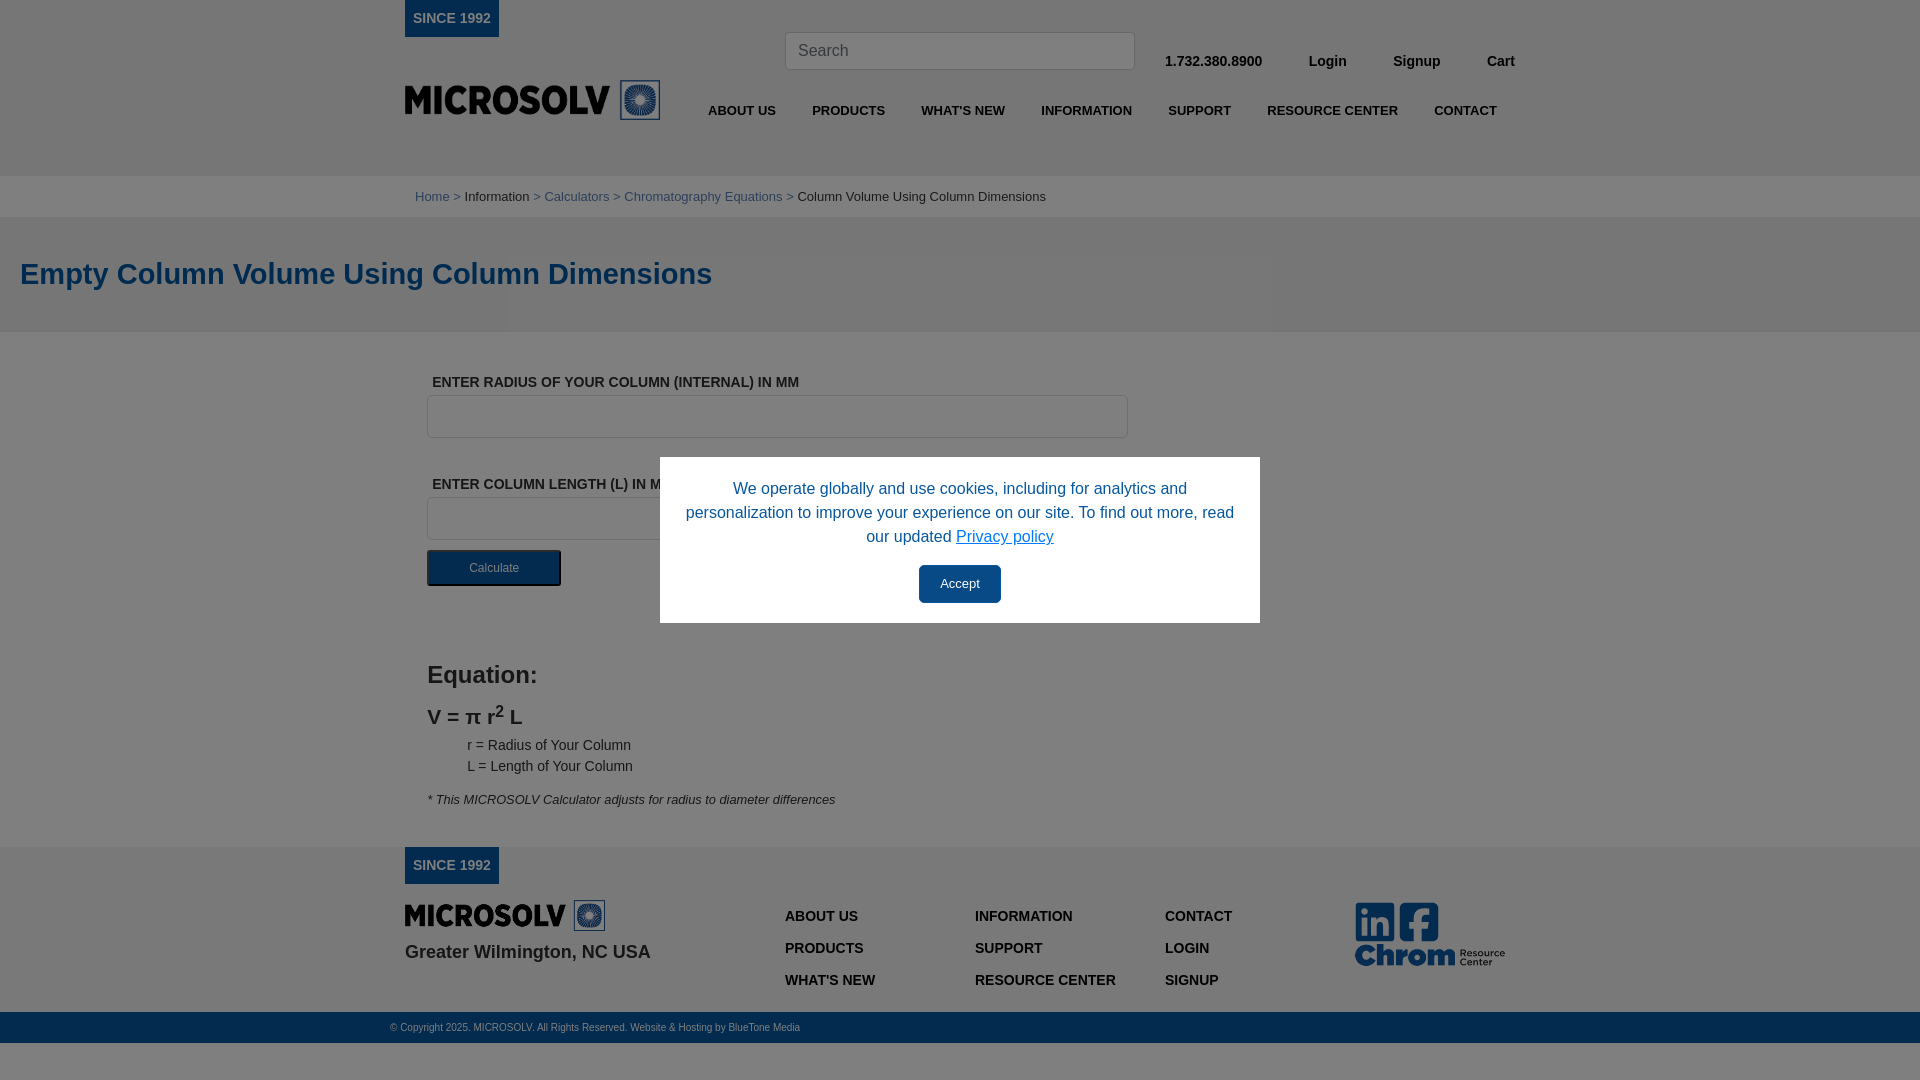 SINCE 1992
Search
1.732.380.8900 Login Signup Cart
MICROSOLV
ABOUT US PRODUCTS WHAT'S NEW INFORMATION SUPPORT RESOURCE CENTER CONTACT
Home > Information > Calculators > Chromatography Equations > Column Volume Using Column Dimensions
Empty Column Volume Using Column Dimensions
ENTER RADIUS OF YOUR COLUMN (INTERNAL) IN MM
ENTER COLUMN LENGTH (L) IN M
We operate globally and use cookies, including for analytics and
personalization to improve your experience on our site. To find out more, read
our updated Privacy policy
Accept
Calculate
Equation:
V = π r² L
r = Radius of Your Column
L = Length of Your Column
* This MICROSOLV Calculator adjusts for radius to diameter differences
SINCE 1992
MICROSOLV
Greater Wilmington, NC USA
ABOUT US
PRODUCTS
WHAT'S NEW
INFORMATION
SUPPORT
RESOURCE CENTER
CONTACT
LOGIN
SIGNUP
in f
Chrom Resource Center
© Copyright 2025. MICROSOLV. All Rights Reserved. Website & Hosting by BlueTone Media